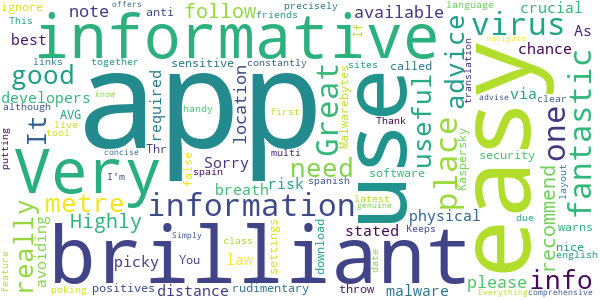 ignore
note
anti
follow
available
one
virus
crucial
This
best
informative
language
As
chance
links
together
sensitive
constantly
sites
If
called
precisely
friends
offers
good
developers
although
AVG
It
live
tool
putting
app
required
Thr
location
handy
first
Great
Malwarebytes
useful
advice
translation
navigate
via
clear
easy
fantastic
know
concise
I'm
Very
false
spain
multi
Sorry
need
Thank
use
place
Kaspersky
software
security
advise
layout
due
recommend
really
avoiding
metre
Highly
information
breath
risk
spanish
latest
genuine
physical
stated
Keeps
download
info
warns
nice
english
please
feature
poking
brilliant
Simply
picky
You
class
law
settings
positives
distance
rudimentary
throw
date
malware
Everything
comprehensive